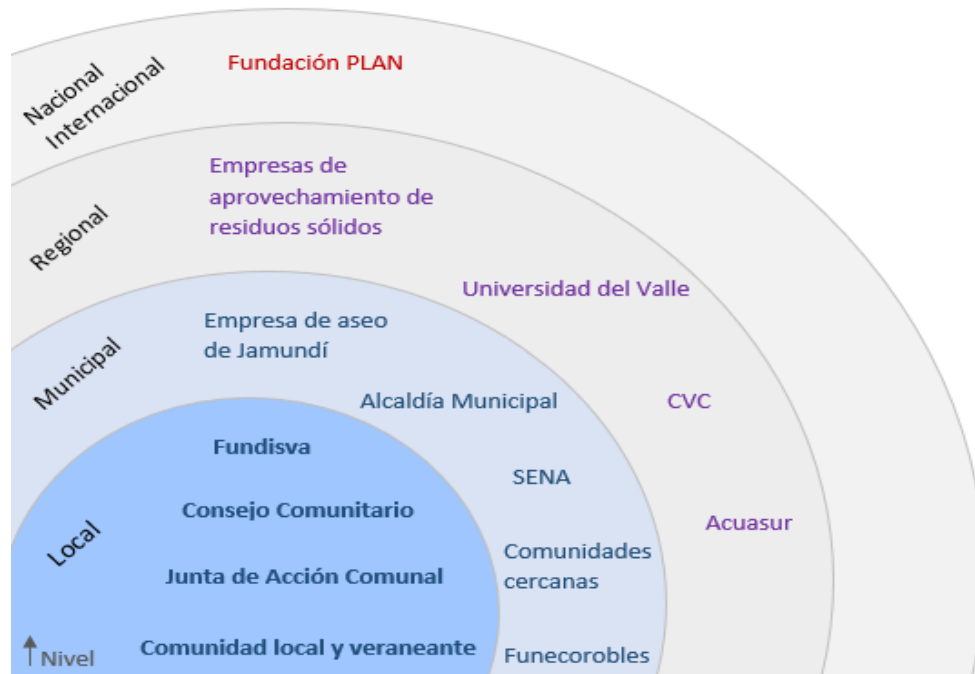 Nacional
Internacional
Fundación PLAN
Regional
Empresas de
aprovechamiento de
residuos sólidos
Universidad del Valle
CVC
Acuasur
Municipal
Empresa de aseo
de Jamundí
Alcaldía Municipal
SENA
Comunidades
cercanas
Funecorobles
Local
Fundisva
Consejo Comunitario
Junta de Acción Comunal
Comunidad local y veraneante
Nivel